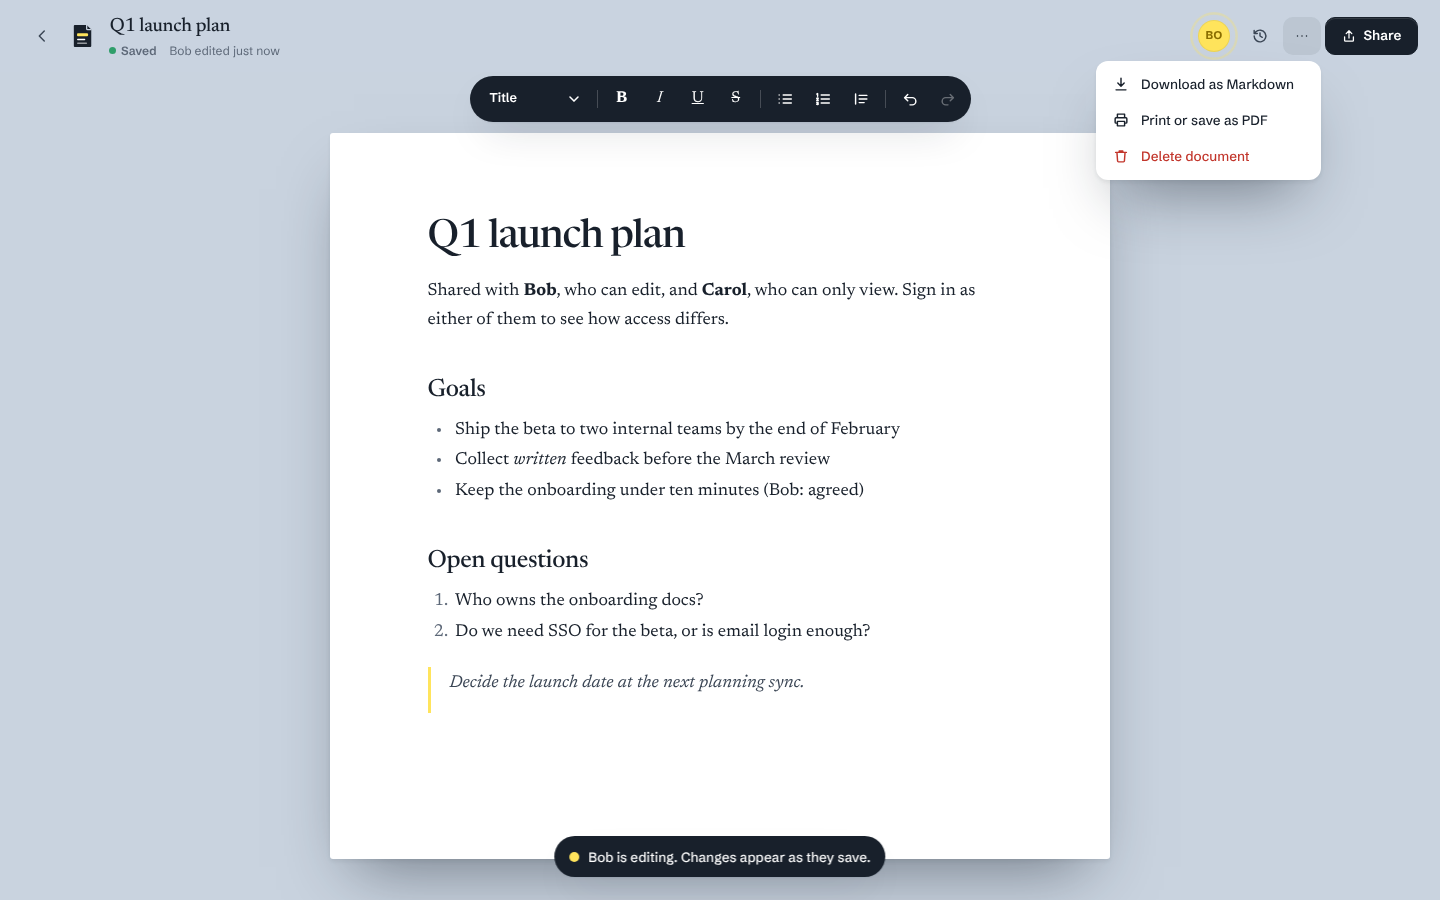 Q1 launch plan
Saved Bob edited just now
BO
Share
Download as Markdown
Print or save as PDF
Delete document
Title B I U S
Q1 launch plan
Shared with Bob, who can edit, and Carol, who can only view. Sign in as
either of them to see how access differs.
Goals
• Ship the beta to two internal teams by the end of February
• Collect written feedback before the March review
• Keep the onboarding under ten minutes (Bob: agreed)
Open questions
1. Who owns the onboarding docs?
2. Do we need SSO for the beta, or is email login enough?
Decide the launch date at the next planning sync.
Bob is editing. Changes appear as they save.